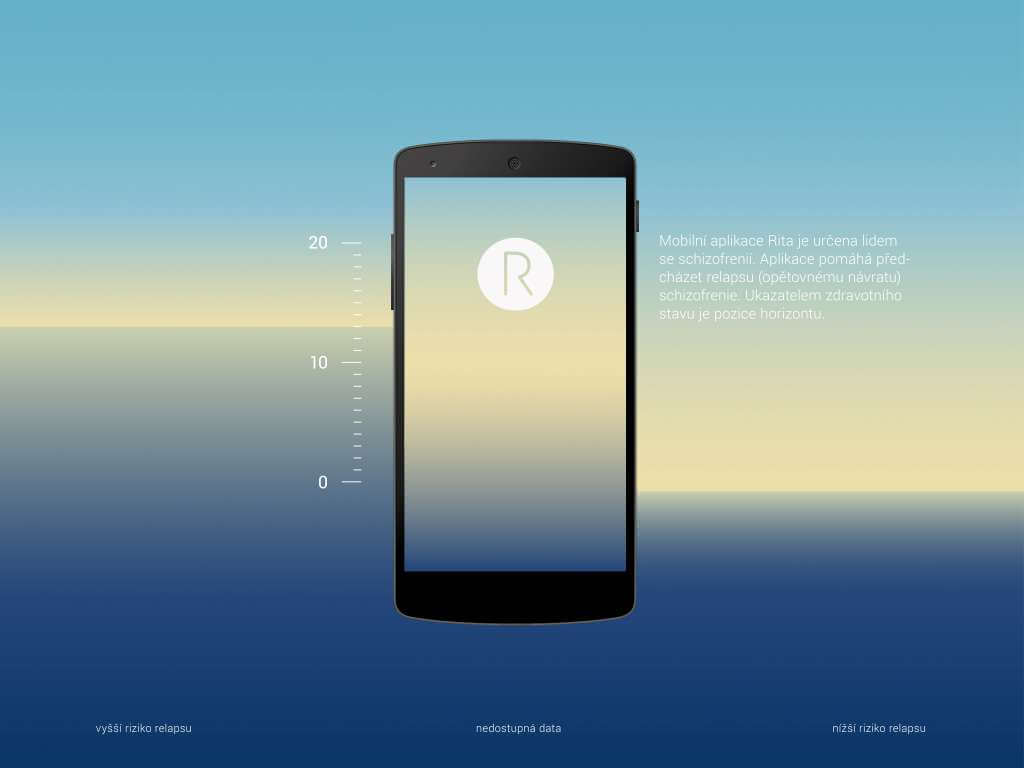 20
10
0
R
Mobilní aplikace Rita je určena lidem
se schizofrenií. Aplikace pomáhá před-
cházet relapsu (opětovnému návratu)
schizofrenie. Ukazatelem zdravotního
stavu je pozice horizontu.
vyšší riziko relapsu
nedostupná data
nížší riziko relapsu